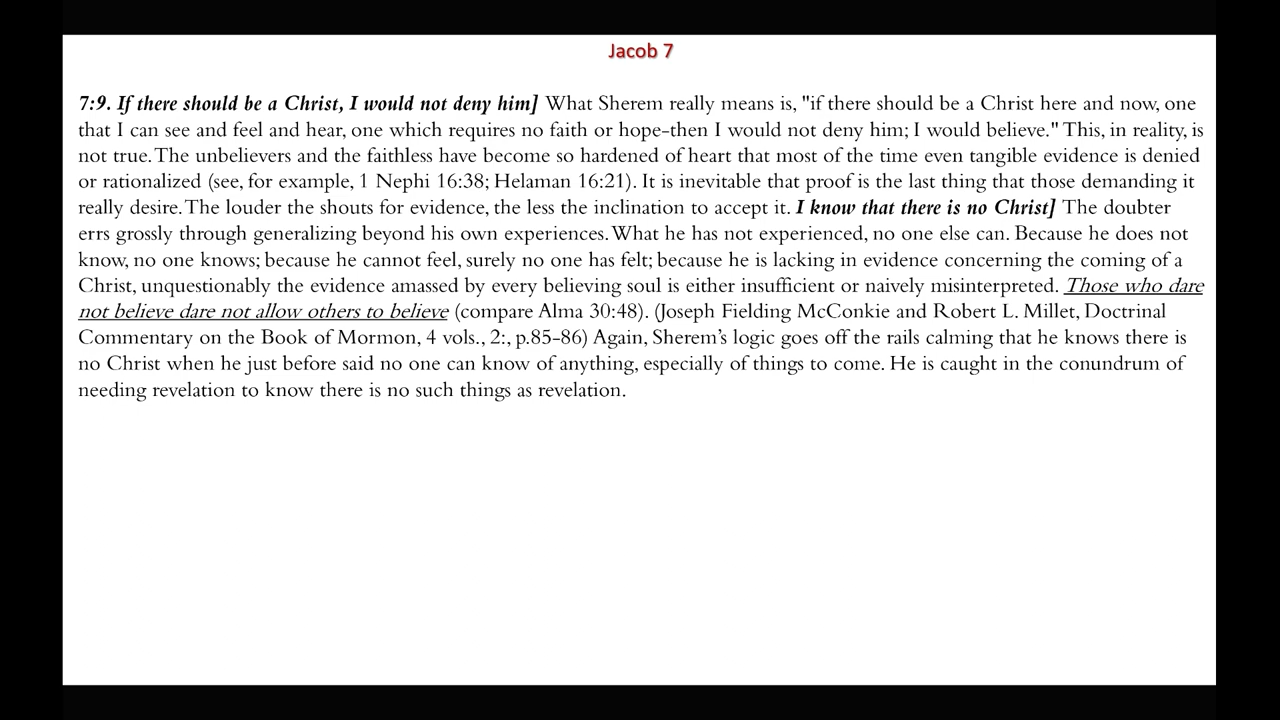 Jacob 7
7:9. If there should be a Christ, I would not deny him] What Sherem really means is, "if there should be a Christ here and now, one
that I can see and feel and hear, one which requires no faith or hope-then I would not deny him; I would believe." This, in reality, is
not true. The unbelievers and the faithless have become so hardened of heart that most of the time even tangible evidence is denied
or rationalized (see, for example, 1 Nephi 16:38; Helaman 16:21). It is inevitable that proof is the last thing that those demanding it
really desire. The louder the shouts for evidence, the less the inclination to accept it. I know that there is no Christ] The doubter
errs grossly through generalizing beyond his own experiences. What he has not experienced, no one else can. Because he does not
know, no one knows; because he cannot feel, surely no one has felt; because he is lacking in evidence concerning the coming of a
Christ, unquestionably the evidence amassed by every believing soul is either insufficient or naively misinterpreted. Those who dare
not believe dare not allow others to believe (compare Alma 30:48). (Joseph Fielding McConkie and Robert L. Millet, Doctrinal
Commentary on the Book of Mormon, 4 vols., 2:, p.85-86) Again, Sherem's logic goes off the rails calming that he knows there is
no Christ when he just before said no one can know of anything, especially of things to come. He is caught in the conundrum of
needing revelation to know there is no such things as revelation.